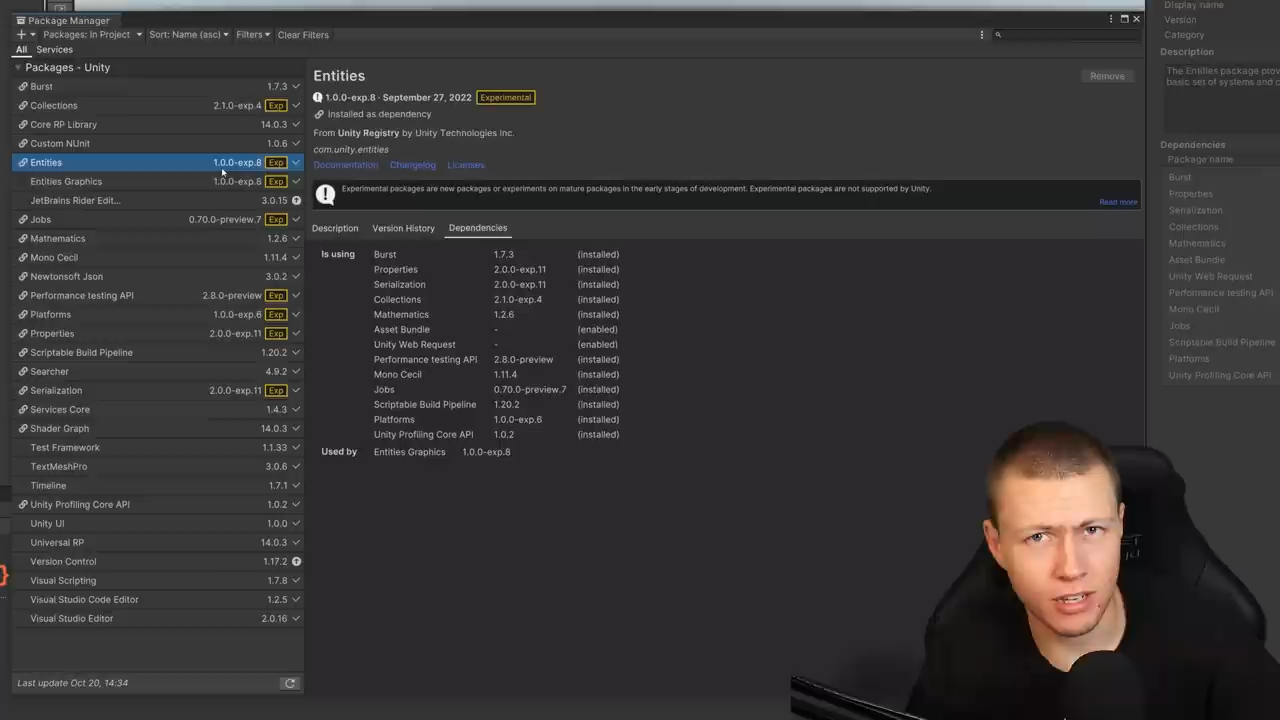 Package Manager
Packages: In Project
Sort: Name (asc)
Filters
Clear Filters
All
Services
Packages - Unity
Burst 1.7.3
Collections 2.1.0-exp.4 Exp
Core RP Library 14.0.3
Custom NUnit 1.0.6
Entities 1.0.0-exp.8 Exp
Entities Graphics 1.0.0-exp.8 Exp
JetBrains Rider Edit... 3.0.15
Jobs 0.70.0-preview.7 Exp
Mathematics 1.2.6
Mono Cecil 1.11.4
Newtonsoft Json 3.0.2
Performance testing API 2.8.0-preview Exp
Platforms 1.0.0-exp.6 Exp
Properties 2.0.0-exp.11 Exp
Scriptable Build Pipeline 1.20.2
Searcher 4.9.2
Serialization 2.0.0-exp.11 Exp
Services Core 1.4.3
Shader Graph 14.0.3
Test Framework 1.1.33
TextMeshPro 3.0.6
Timeline 1.7.1
Unity Profiling Core API 1.0.2
Unity UI 1.0.0
Universal RP 14.0.3
Version Control 1.17.2
Visual Scripting 1.7.8
Visual Studio Code Editor 1.2.5
Visual Studio Editor 2.0.16
Last update Oct 20, 14:34
Entities
Remove
1.0.0-exp.8 · September 27, 2022 Experimental
Installed as dependency
From Unity Registry by Unity Technologies Inc.
com.unity.entities
Documentation Changelog Licenses
Experimental packages are new packages or experiments on mature packages in the early stages of development. Experimental packages are not supported by Unity.
Read more
Description Version History Dependencies
Is using Burst 1.7.3 (installed)
Properties 2.0.0-exp.11 (installed)
Serialization 2.0.0-exp.11 (installed)
Collections 2.1.0-exp.4 (installed)
Mathematics 1.2.6 (installed)
Asset Bundle - (enabled)
Unity Web Request - (enabled)
Performance testing API 2.8.0-preview (installed)
Mono Cecil 1.11.4 (installed)
Jobs 0.70.0-preview.7 (installed)
Scriptable Build Pipeline 1.20.2 (installed)
Platforms 1.0.0-exp.6 (installed)
Unity Profiling Core API 1.0.2 (installed)
Used by Entities Graphics 1.0.0-exp.8
Display name
Version
Category
Description
The Entities package prov
basic set of systems and c
Dependencies
Package name
Burst
Properties
Serialization
Collections
Mathematics
Asset Bundle
Unity Web Request
Performance testing API
Mono Cecil
Jobs
Scriptable Build Pipeline
Platforms
Unity Profiling Core API